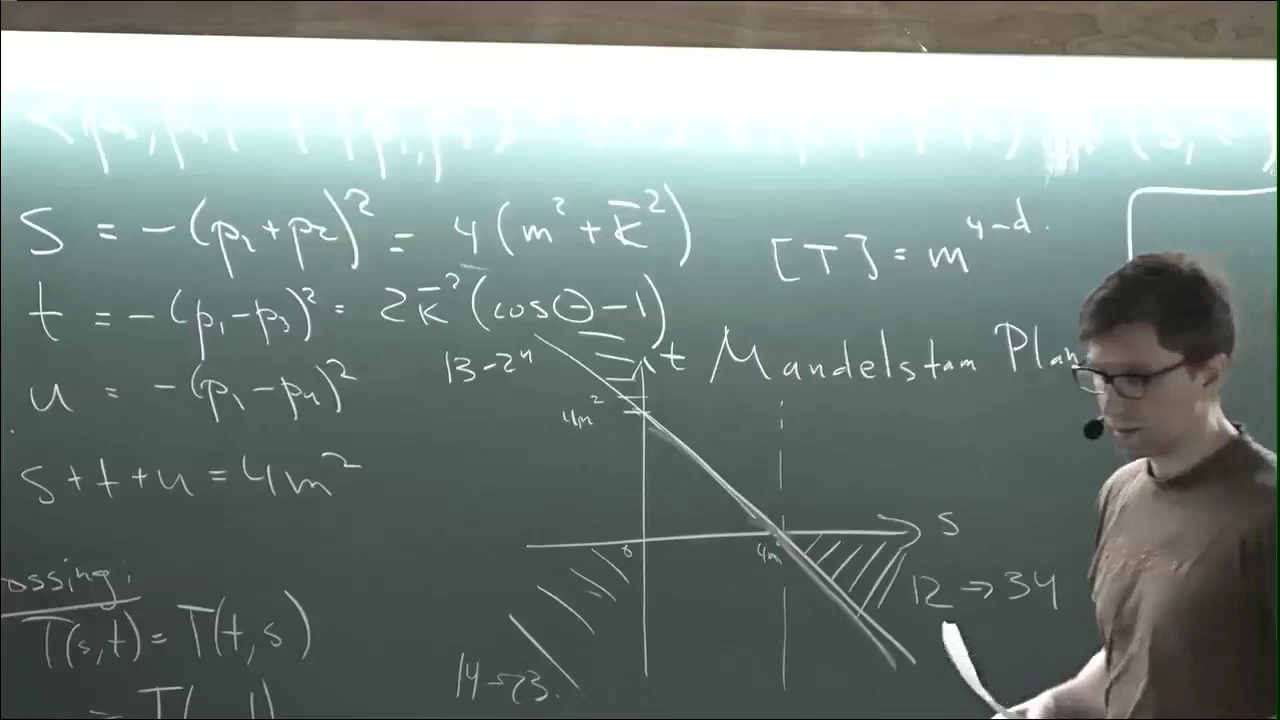 S = -(p₁+p₂)² = 4(m²+k̄²)
[T] = m^{4-d}.
t = -(p₁-p₃)² = 2k̄²(cosθ-1)
u = -(p₁-p₄)²
13→24
t
Mandelstam Plan
4m²
s+t+u=4m²
S
0
4m²
ossing:
12→34
T(s,t)=T(t,s)
14→23.